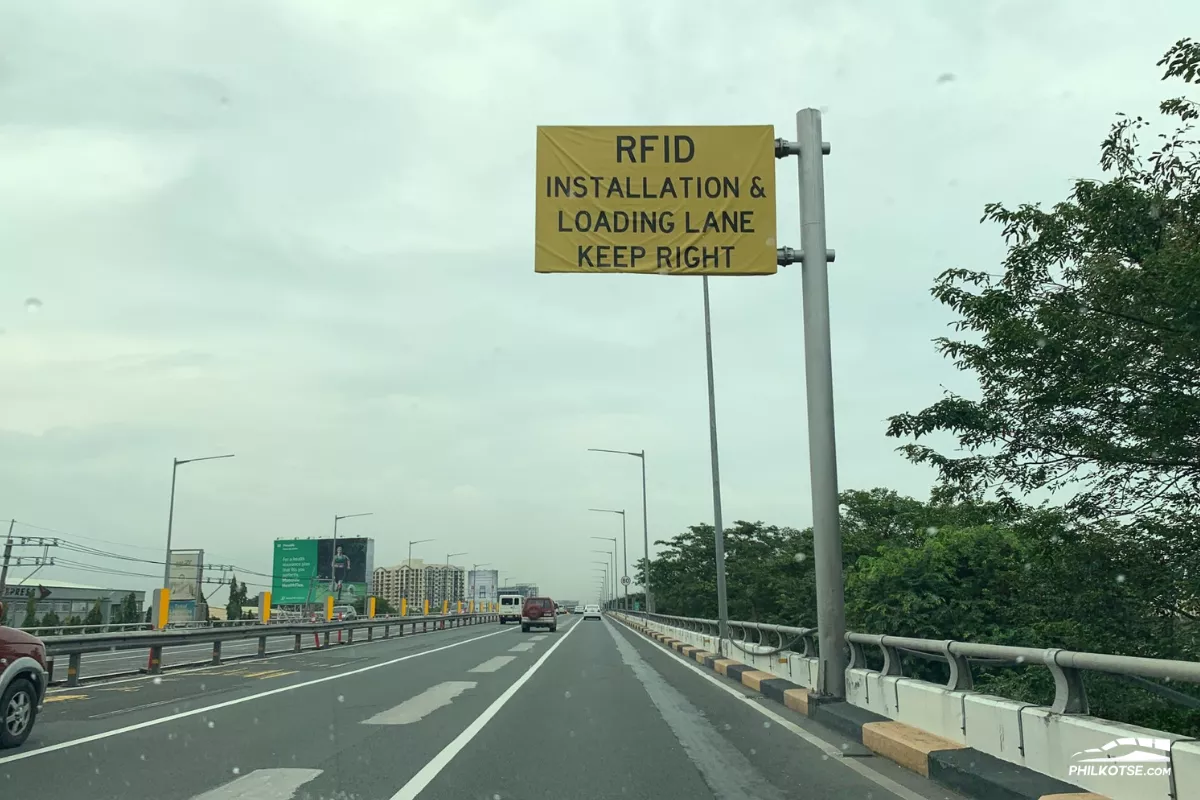 RFID
INSTALLATION &
LOADING LANE
KEEP RIGHT
PHILKOTSE.COM